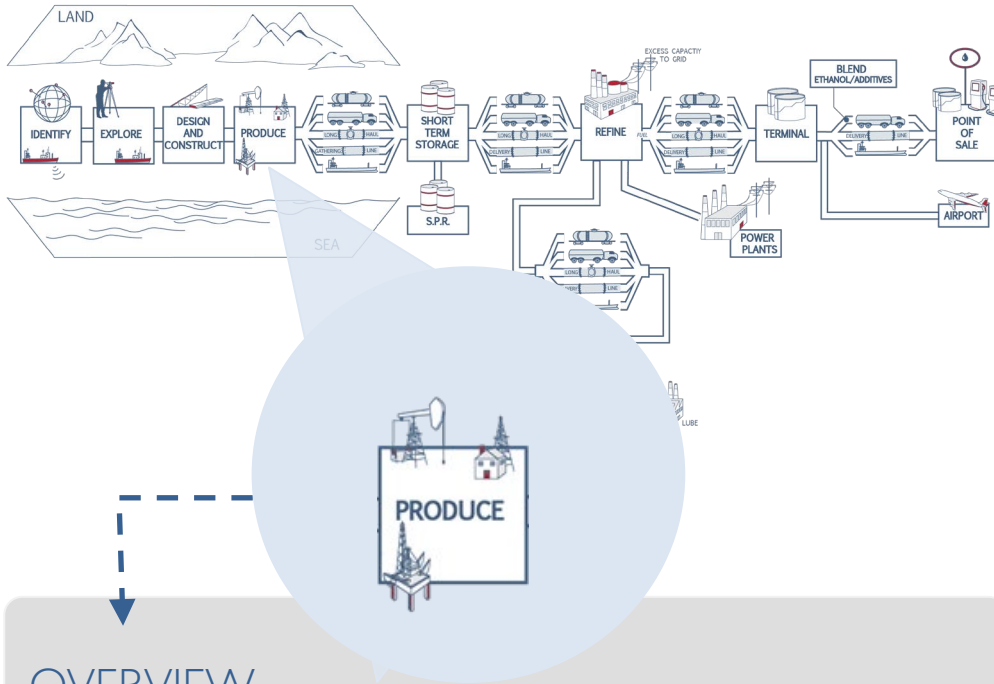 LAND
EXCESS CAPACTIY
TO GRID
BLEND
ETHANOL/ADDITIVES
IDENTIFY
EXPLORE
DESIGN
AND
CONSTRUCT
PRODUCE
LONG HAUL
GATHERING LINE
SHORT
TERM
STORAGE
LONG HAUL
DELIVERY LINE
REFINE
FUEL
LONG HAUL
DELIVERY LINE
TERMINAL
DELIVERY LINE
POINT
OF
SALE
S.P.R.
AIRPORT
SEA
POWER
PLANTS
LONG HAUL
LINE
LUBE
PRODUCE
OVERVIEW